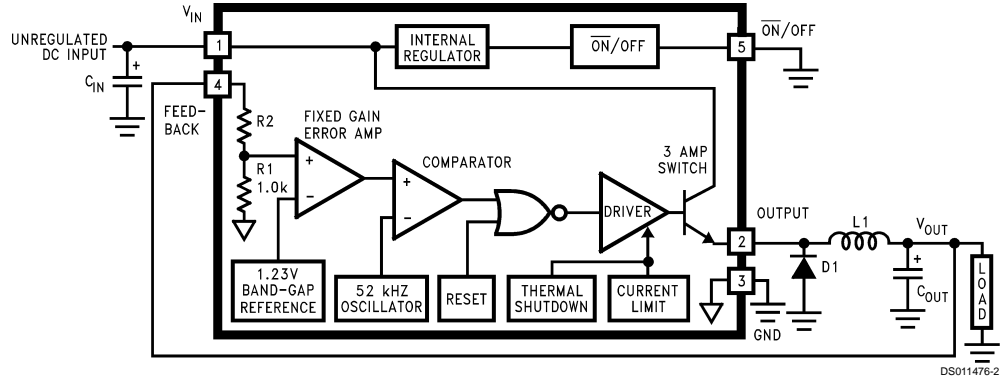 VIN
UNREGULATED
DC INPUT
+
CIN
1
INTERNAL
REGULATOR
ON/OFF
5
ON/OFF
4
FEED-
BACK
R2
R1
1.0k
FIXED GAIN
ERROR AMP
+
−
COMPARATOR
+
−
DRIVER
3 AMP
SWITCH
OUTPUT
2
L1
VOUT
D1
+
COUT
LOAD
3
GND
1.23V
BAND-GAP
REFERENCE
52 kHZ
OSCILLATOR
RESET
THERMAL
SHUTDOWN
CURRENT
LIMIT
DS011476-2